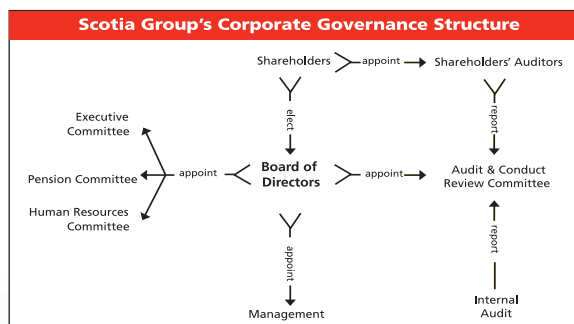 Scotia Group's Corporate Governance Structure
Shareholders
appoint
Shareholders' Auditors
elect
report
Executive
Committee
Pension Committee
Human Resources
Committee
appoint
Board of
Directors
appoint
Audit & Conduct
Review Committee
appoint
report
Management
Internal
Audit